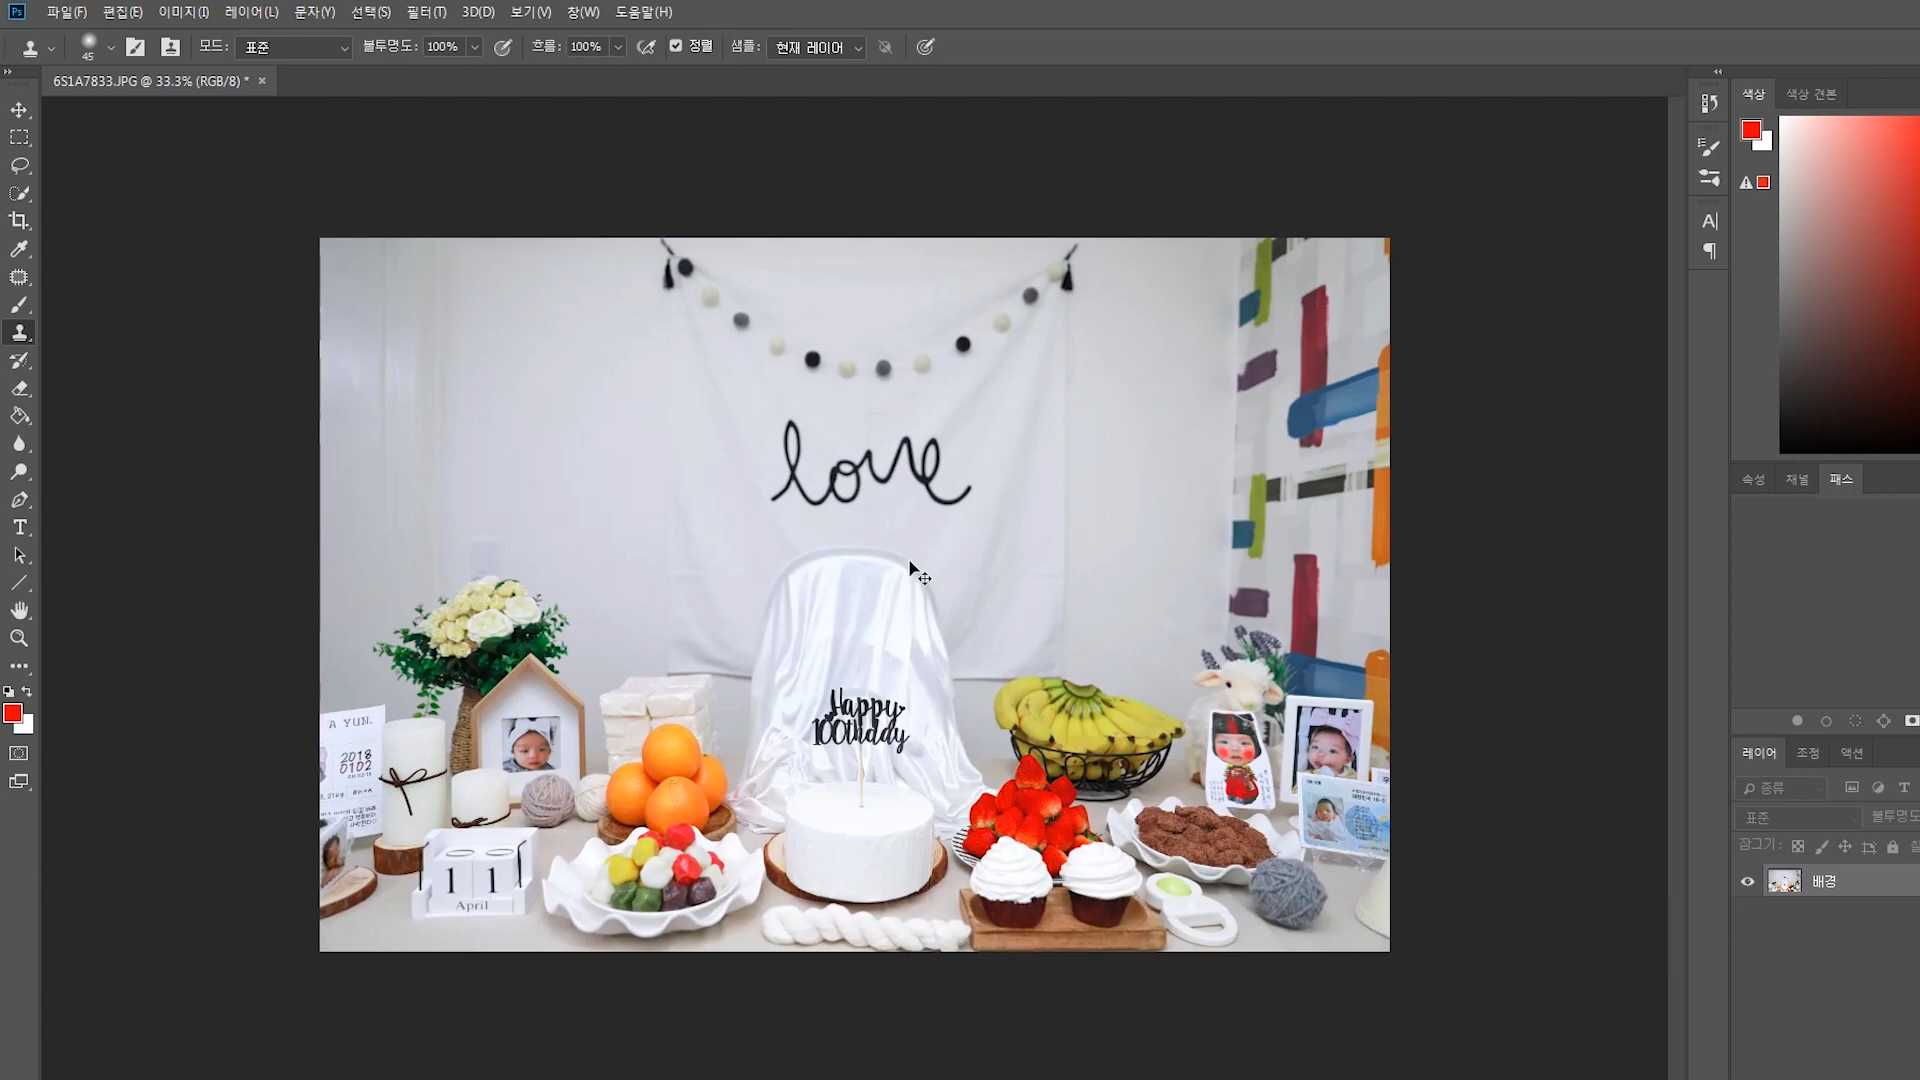 파일(F) 편집(E) 이미지(I) 레이어(L) 문자(Y) 선택(S) 필터(T) 3D(D) 보기(V) 창(W) 도움말(H)
45 모드: 표준 불투명도: 100% 흐름: 100% 정렬 샘플: 현재 레이어
6S1A7833.JPG @ 33.3% (RGB/8) * ×
색상 색상 견본
속성 채널 패스
love
Happy
100thday
A YUN.
2018
0102
11
April
레이어 조정 액션
종류
표준 불투명도
잠그기:
배경